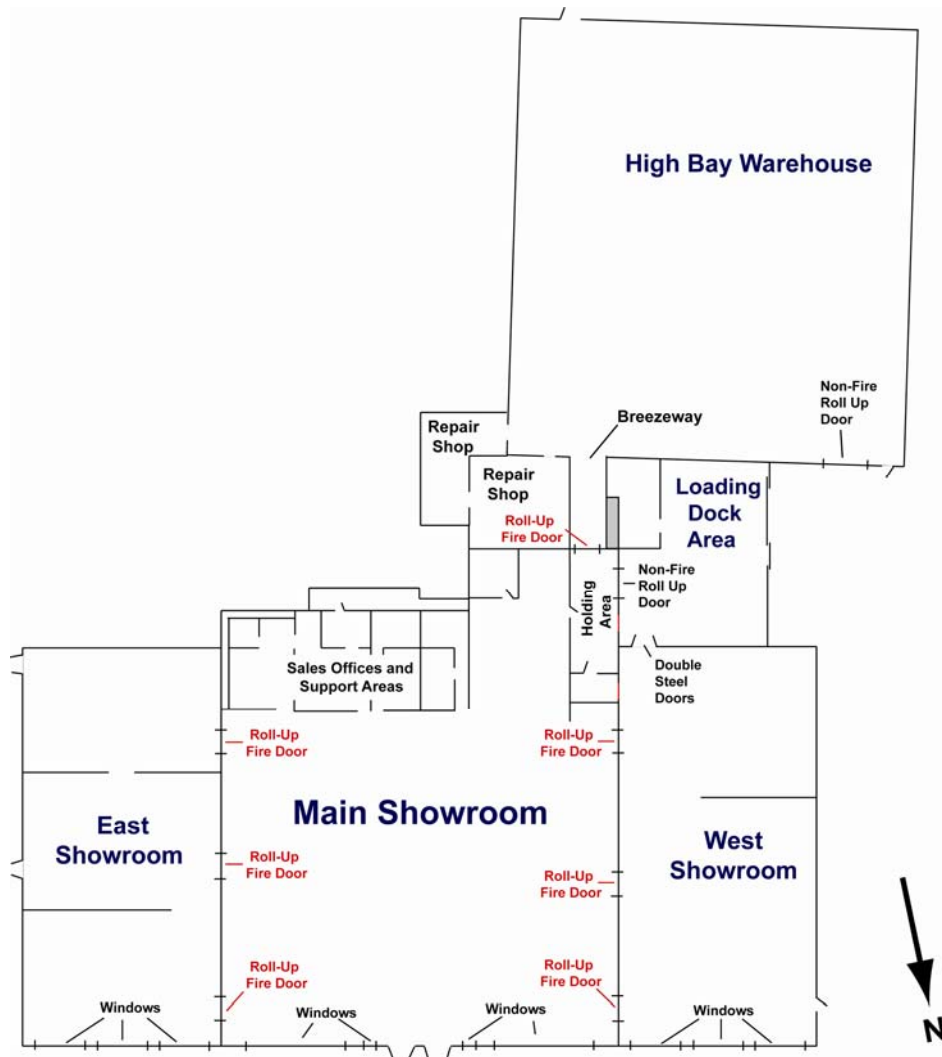 High Bay Warehouse
Non-Fire
Roll Up
Door
Breezeway
Repair
Shop
Repair
Shop
Loading
Dock
Area
Roll-Up
Fire Door
Non-Fire
Roll Up
Door
Holding
Area
Sales Offices and
Support Areas
Double
Steel
Doors
Roll-Up
Fire Door
Roll-Up
Fire Door
Main Showroom
East
Showroom
West
Showroom
Roll-Up
Fire Door
Roll-Up
Fire Door
Roll-Up
Fire Door
Roll-Up
Fire Door
Windows
Windows
Windows
Windows
N